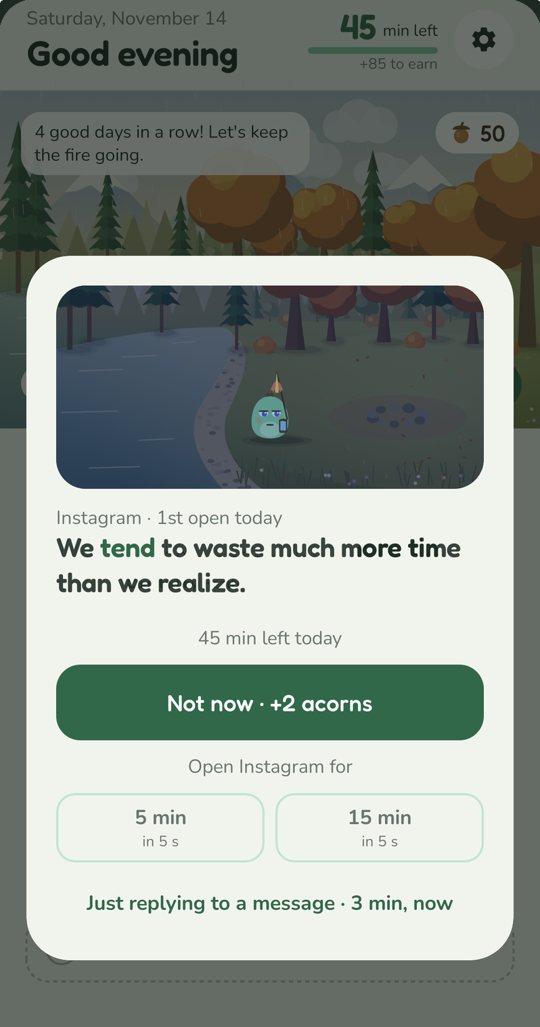 Saturday, November 14
Good evening
45 min left
+85 to earn
4 good days in a row! Let's keep
the fire going.
50
Instagram · 1st open today
We tend to waste much more time
than we realize.
45 min left today
Not now · +2 acorns
Open Instagram for
5 min
in 5 s
15 min
in 5 s
Just replying to a message · 3 min, now